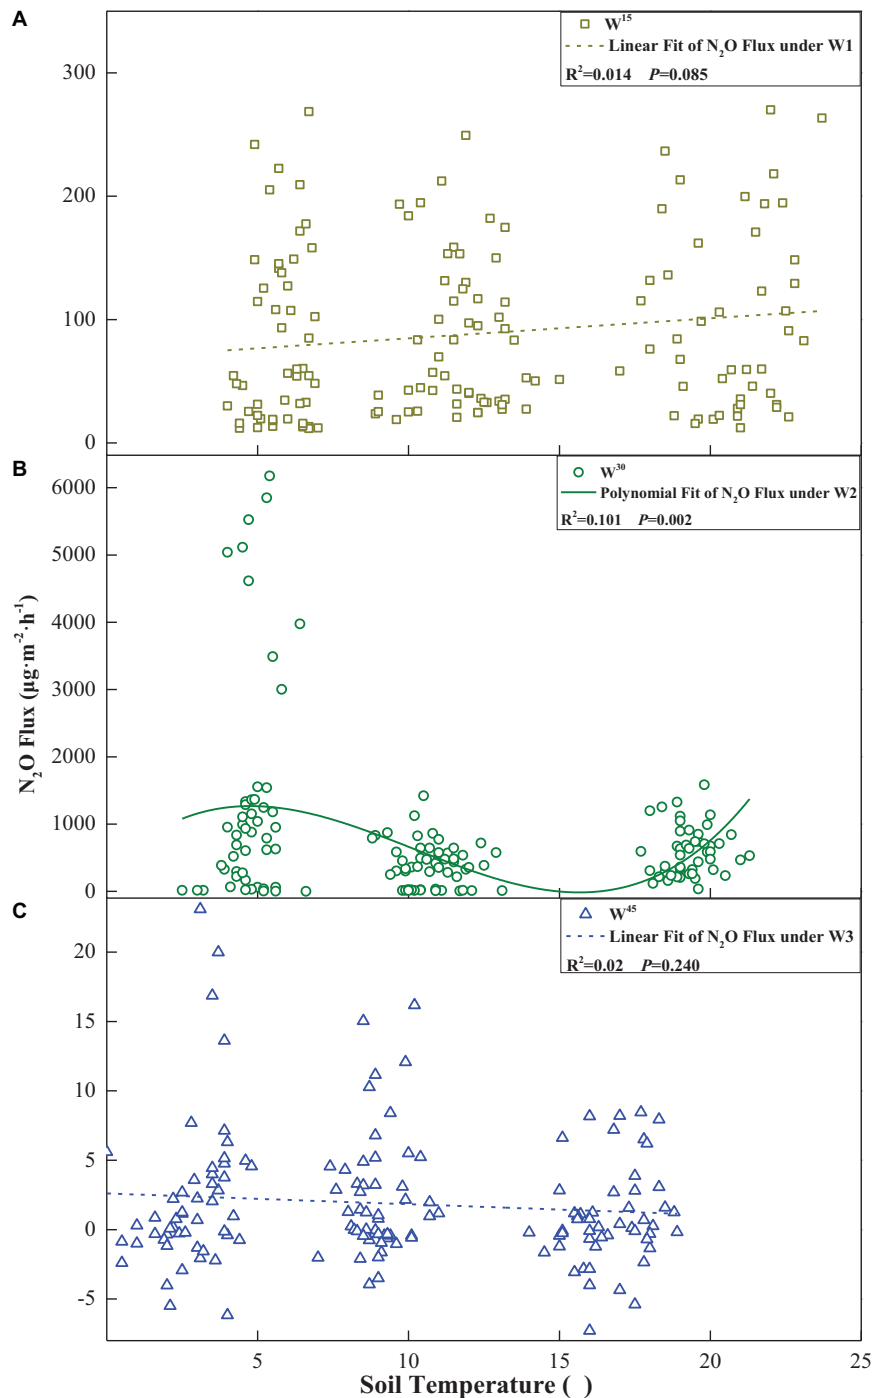 A
W¹⁵
Linear Fit of N₂O Flux under W1
R²=0.014 P=0.085
300
200
100
0
B
W³⁰
Polynomial Fit of N₂O Flux under W2
R²=0.101 P=0.002
6000
5000
4000
3000
2000
1000
0
N₂O Flux (µg·m⁻²·h⁻¹)
C
W⁴⁵
Linear Fit of N₂O Flux under W3
R²=0.02 P=0.240
20
15
10
5
0
-5
5 10 15 20 25
Soil Temperature ( )